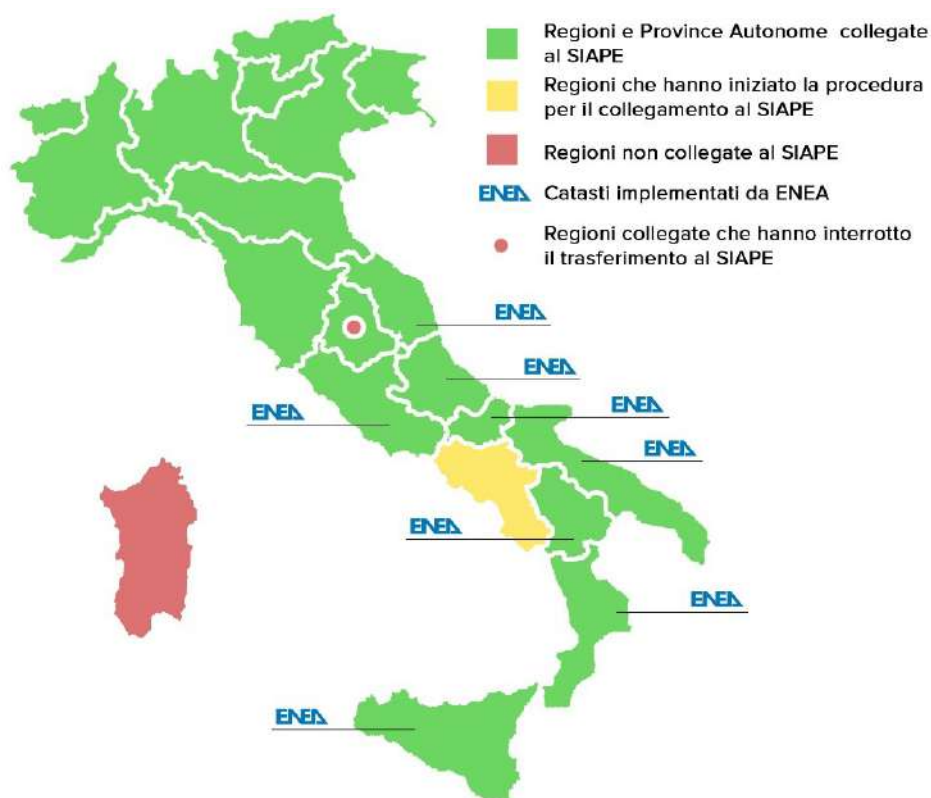 Regioni e Province Autonome collegate
al SIAPE
Regioni che hanno iniziato la procedura
per il collegamento al SIAPE
Regioni non collegate al SIAPE
ENEA Catasti implementati da ENEA
Regioni collegate che hanno interrotto
il trasferimento al SIAPE
ENEA
ENEA
ENEA
ENEA
ENEA
ENEA
ENEA
ENEA